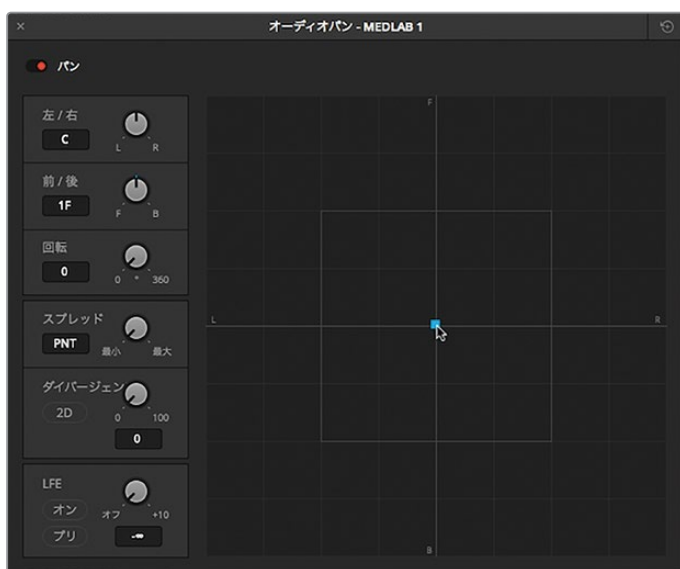 オーディオパン - MEDLAB 1
パン
左 / 右
C
L R
前 / 後
1F
F B
回転
0
0 ° 360
スプレッド
PNT
最小 最大
ダイバージェン
2D
0 100
0
LFE
オン
オフ +10
プリ
-∞
F
L
R
B